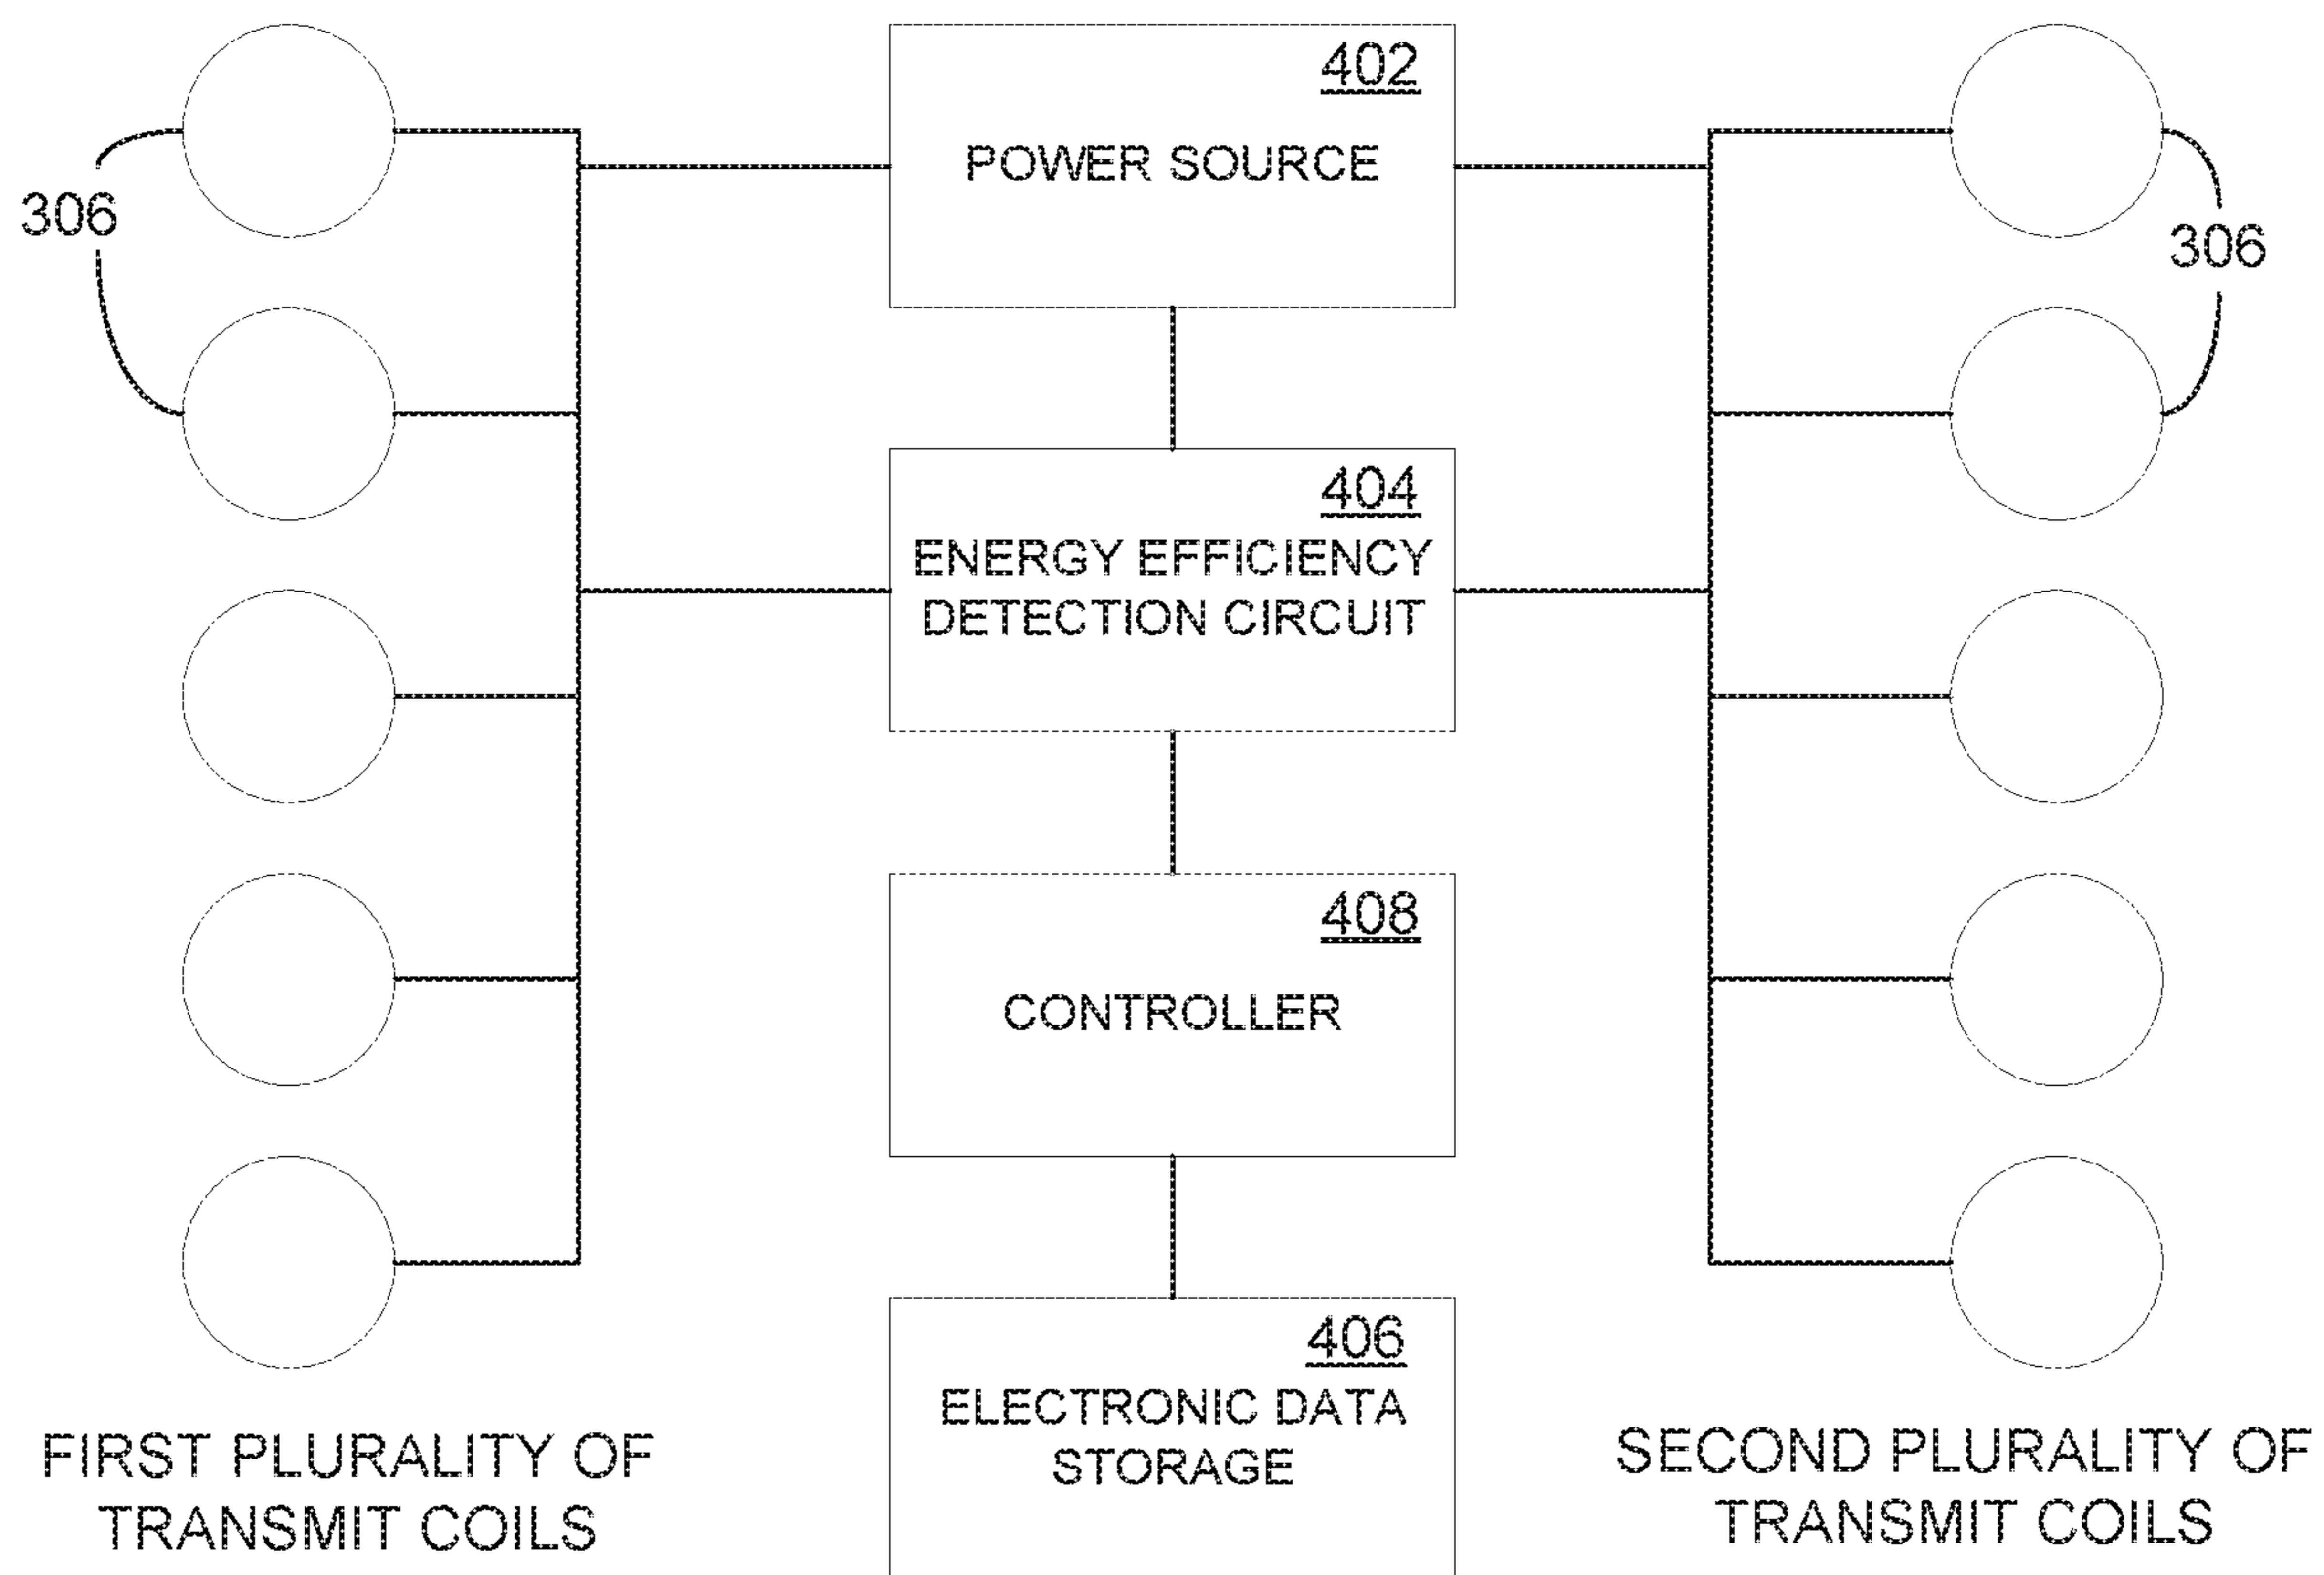 402
POWER SOURCE
306
306
404
ENERGY EFFICIENCY
DETECTION CIRCUIT
408
CONTROLLER
406
ELECTRONIC DATA
STORAGE
FIRST PLURALITY OF
TRANSMIT COILS
SECOND PLURALITY OF
TRANSMIT COILS